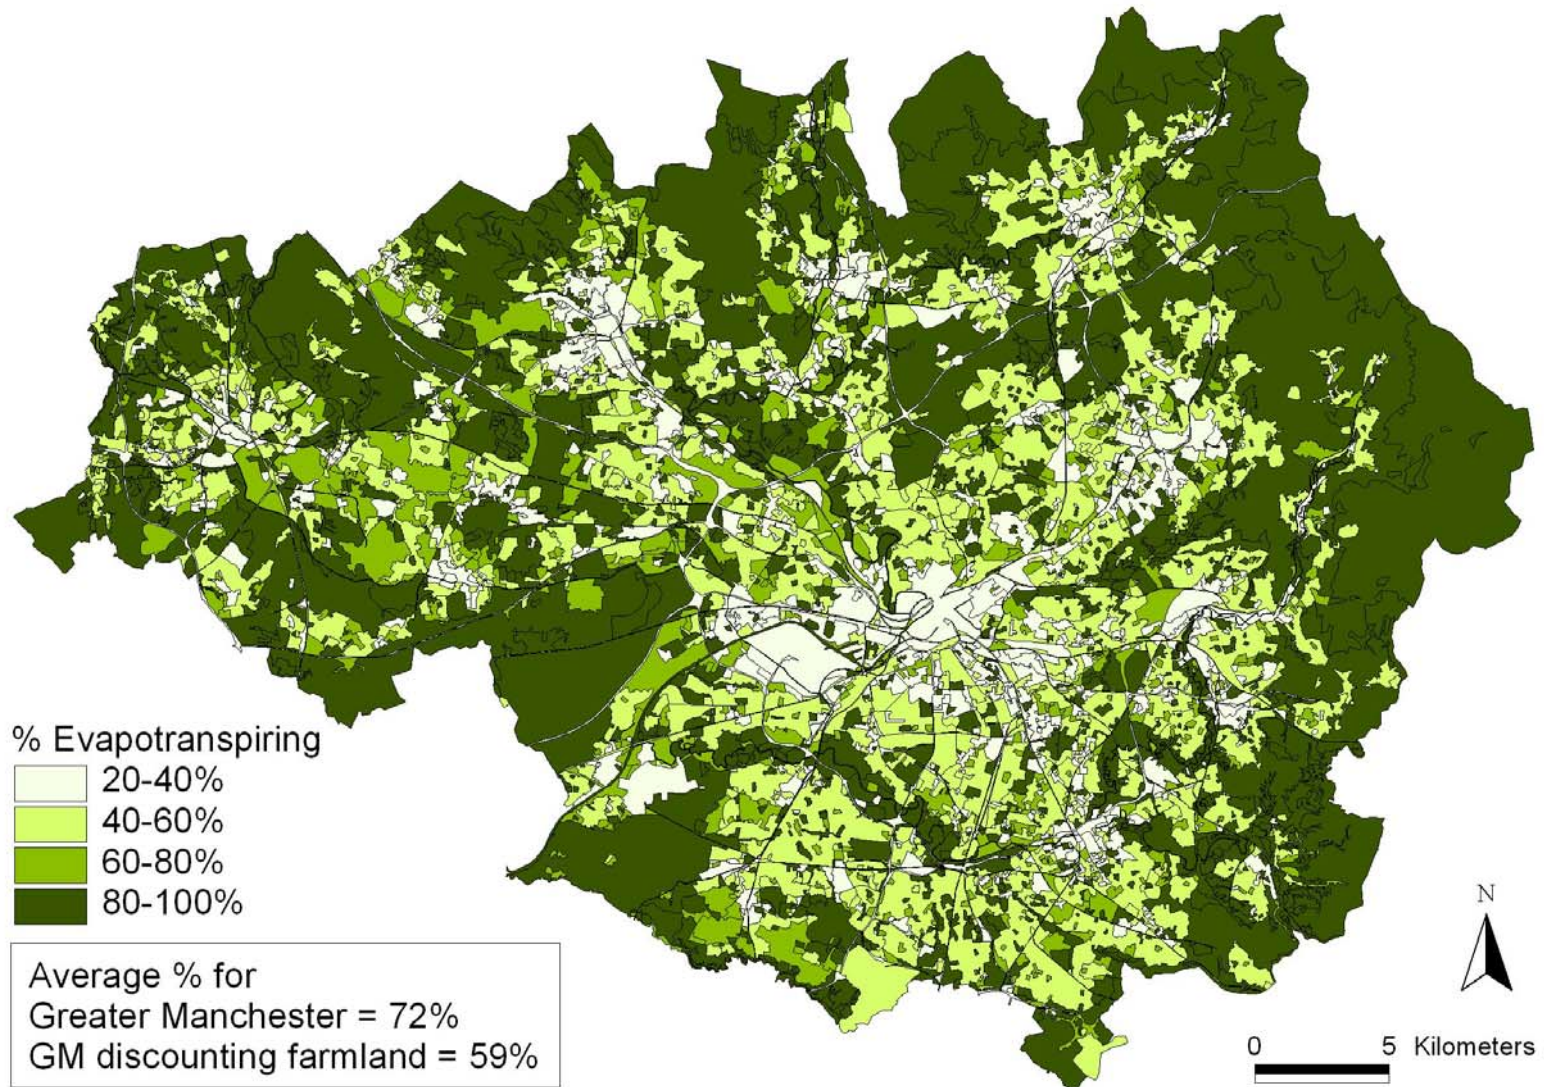 % Evapotranspiring
20-40%
40-60%
60-80%
80-100%
Average % for
Greater Manchester = 72%
GM discounting farmland = 59%
N
0 5 Kilometers